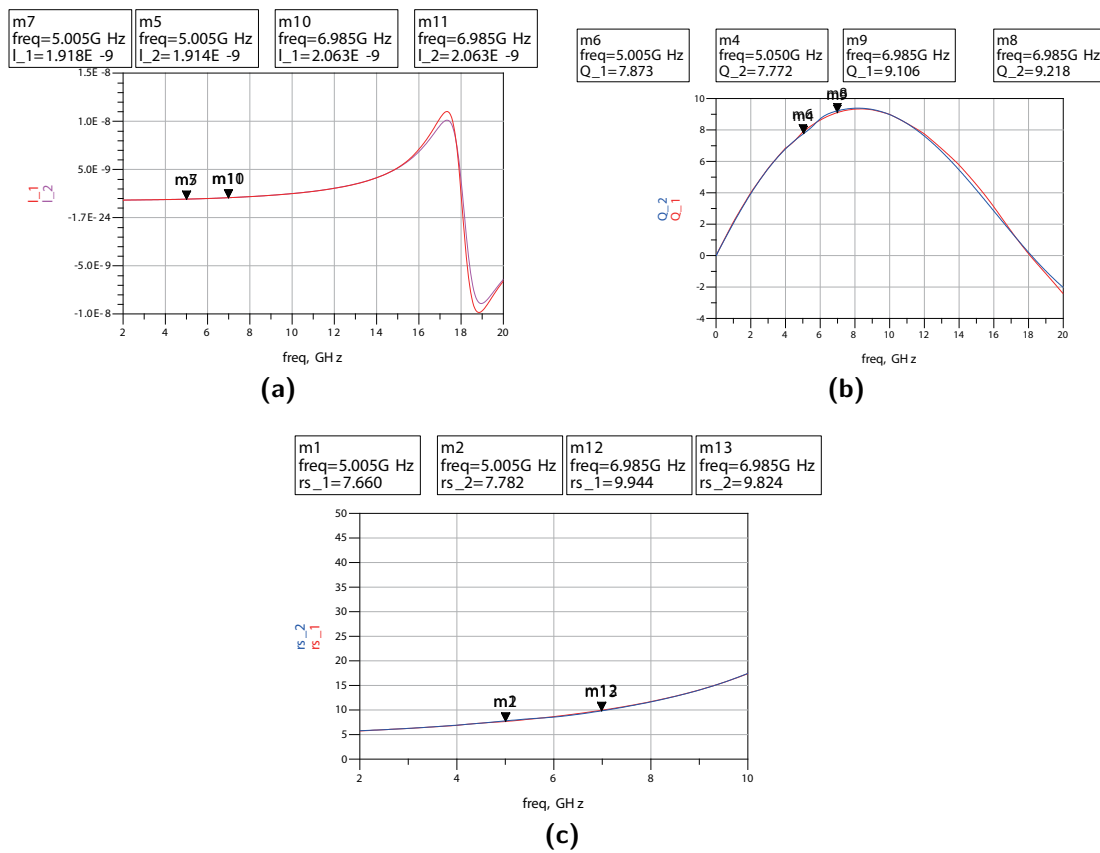 m7
freq=5.005G Hz
l_1=1.918E -9
m5
freq=5.005G Hz
l_2=1.914E -9
m10
freq=6.985G Hz
l_1=2.063E -9
m11
freq=6.985G Hz
l_2=2.063E -9
1.5E -8
1.0E -8
5.0E -9
-1.7E-24
-5.0E -9
-1.0E -8
l_1
l_2
m10
2 4 6 8 10 12 14 16 18 20
freq, GHz
(a)
m6
freq=5.005G Hz
Q_1=7.873
m4
freq=5.050G Hz
Q_2=7.772
m9
freq=6.985G Hz
Q_1=9.106
m8
freq=6.985G Hz
Q_2=9.218
10
8
6
4
2
0
-2
-4
Q_2
Q_1
0 2 4 6 8 10 12 14 16 18 20
freq, GHz
(b)
m1
freq=5.005G Hz
rs_1=7.660
m2
freq=5.005G Hz
rs_2=7.782
m12
freq=6.985G Hz
rs_1=9.944
m13
freq=6.985G Hz
rs_2=9.824
50
45
40
35
30
25
20
15
10
5
0
rs_2
rs_1
2 4 6 8 10
freq, GHz
(c)